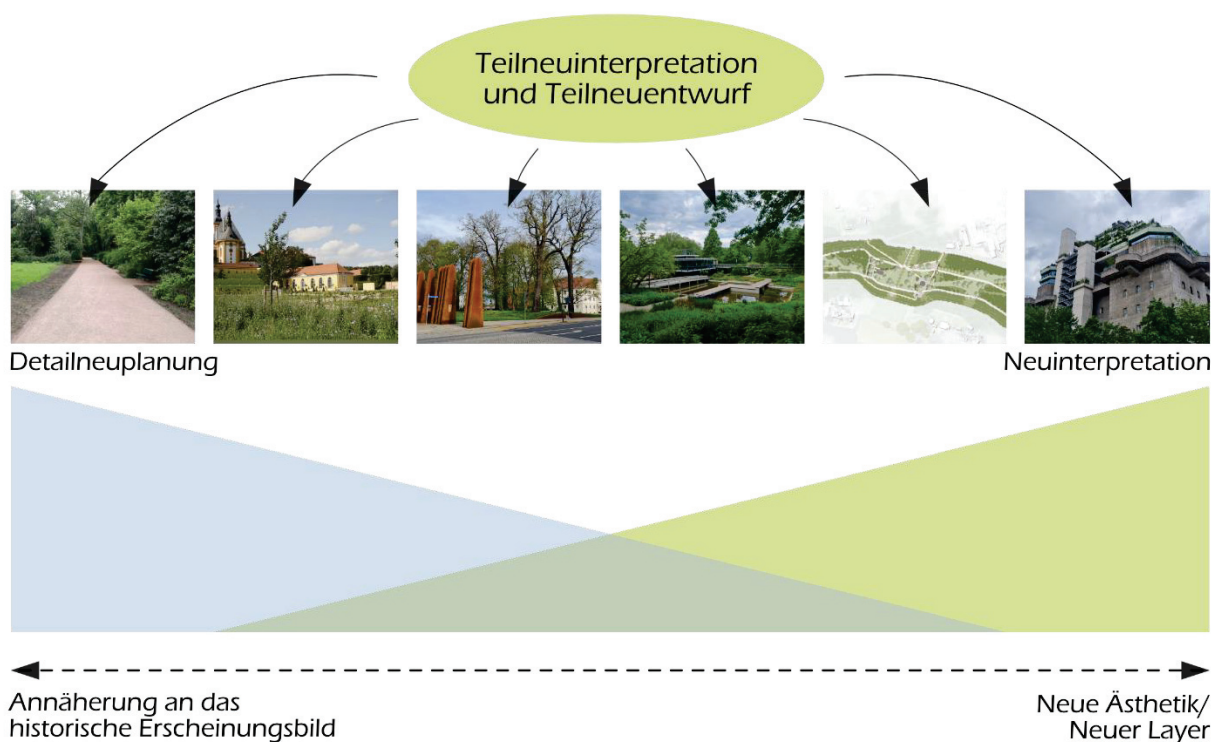 Teilneuinterpretation
und Teilneuentwurf
Detailneuplanung
Neuinterpretation
Annäherung an das
historische Erscheinungsbild
Neue Ästhetik/
Neuer Layer